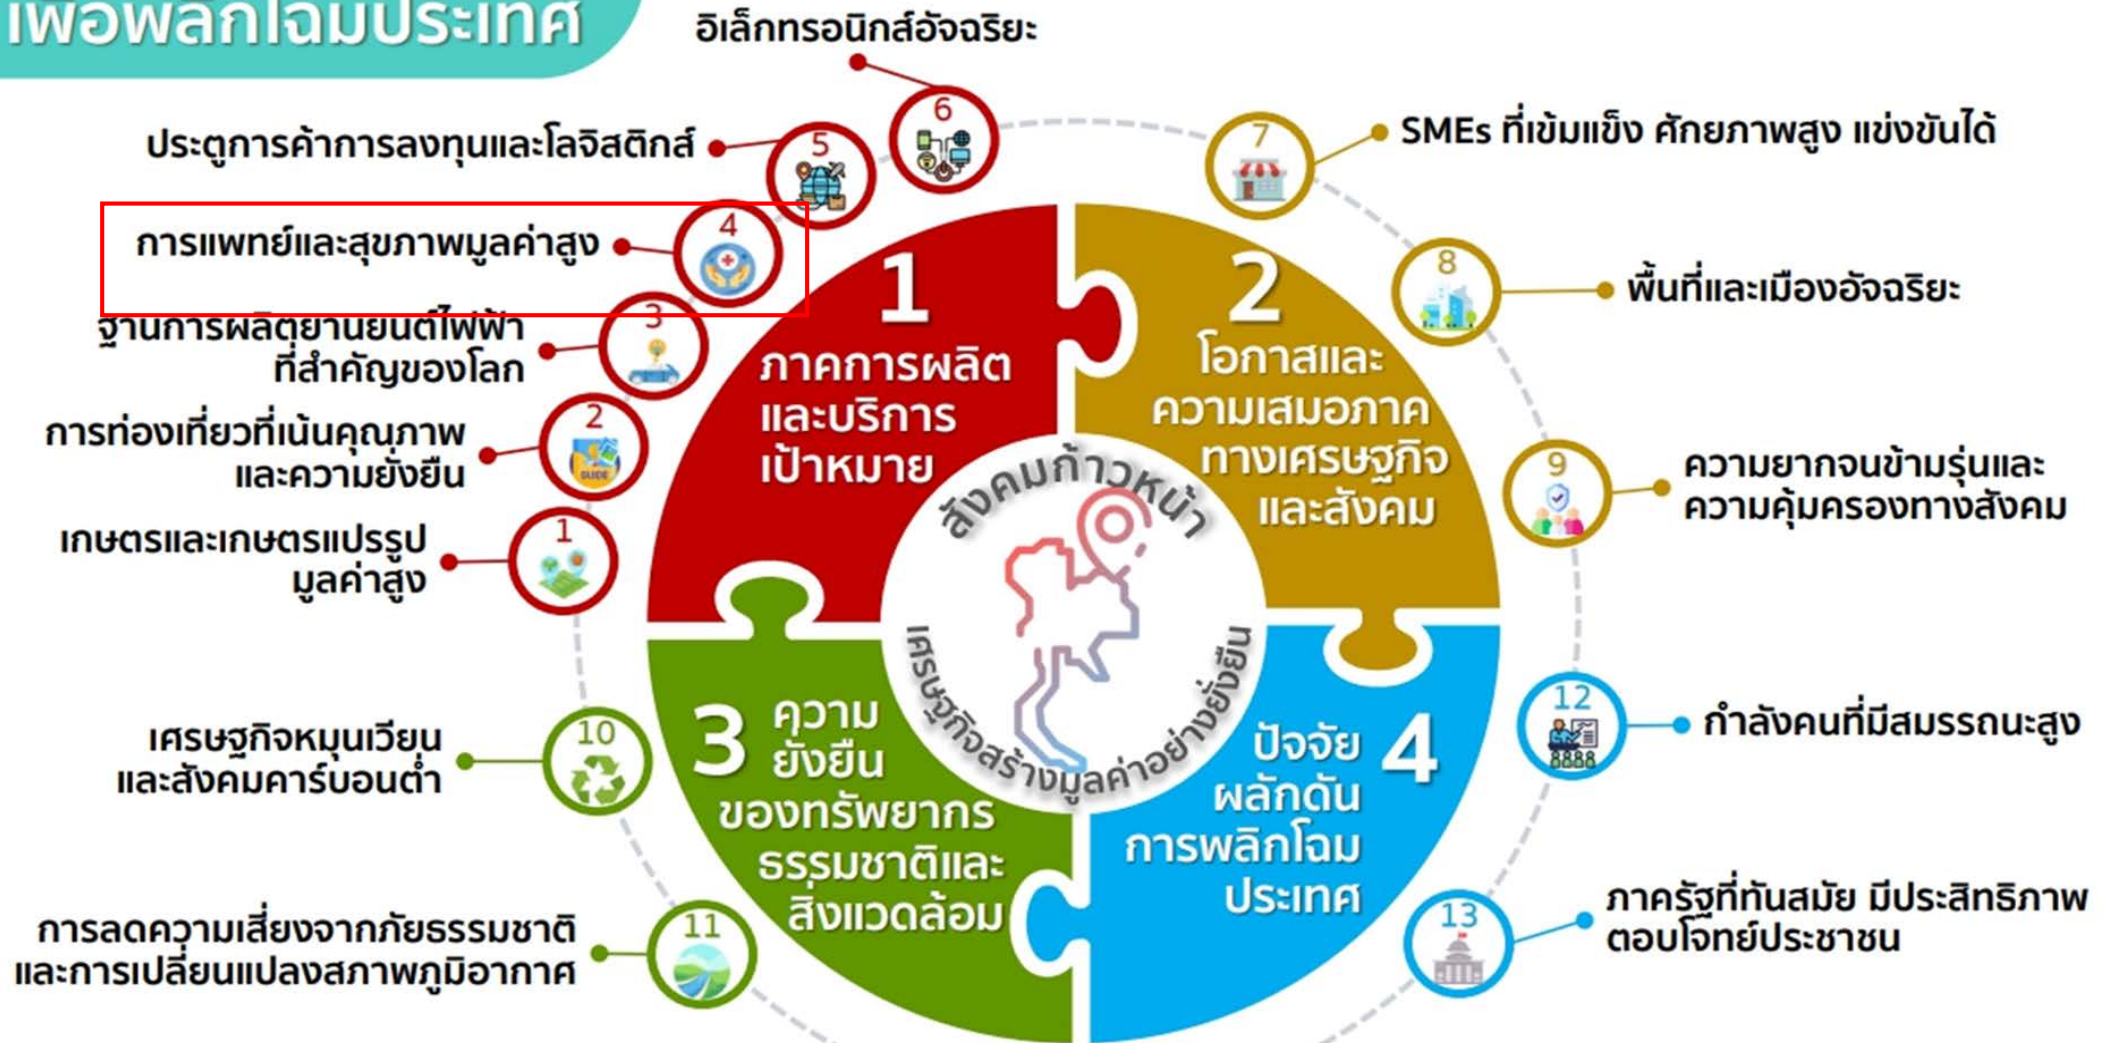 เพื่อพลิกโฉมประเทศ
อิเล็กทรอนิกส์อัจฉริยะ
6
ประตูการค้าการลงทุนและโลจิสติกส์
5
การแพทย์และสุขภาพมูลค่าสูง
4
ฐานการผลิตยานยนต์ไฟฟ้า
ที่สำคัญของโลก
3
การท่องเที่ยวที่เน้นคุณภาพ
และความยั่งยืน
2
GUIDE
เกษตรและเกษตรแปรรูป
มูลค่าสูง
1
1
ภาคการผลิต
และบริการ
เป้าหมาย
7
SMEs ที่เข้มแข็ง ศักยภาพสูง แข่งขันได้
8
พื้นที่และเมืองอัจฉริยะ
9
ความยากจนข้ามรุ่นและ
ความคุ้มครองทางสังคม
2
โอกาสและ
ความเสมอภาค
ทางเศรษฐกิจ
และสังคม
สังคมก้าวหน้า
เศรษฐกิจสร้างมูลค่าอย่างยั่งยืน
10
เศรษฐกิจหมุนเวียน
และสังคมคาร์บอนต่ำ
11
การลดความเสี่ยงจากภัยธรรมชาติ
และการเปลี่ยนแปลงสภาพภูมิอากาศ
3
ความ
ยั่งยืน
ของทรัพยากร
ธรรมชาติและ
สิ่งแวดล้อม
4
ปัจจัย
ผลักดัน
การพลิกโฉม
ประเทศ
12
กำลังคนที่มีสมรรถนะสูง
13
ภาครัฐที่ทันสมัย มีประสิทธิภาพ
ตอบโจทย์ประชาชน